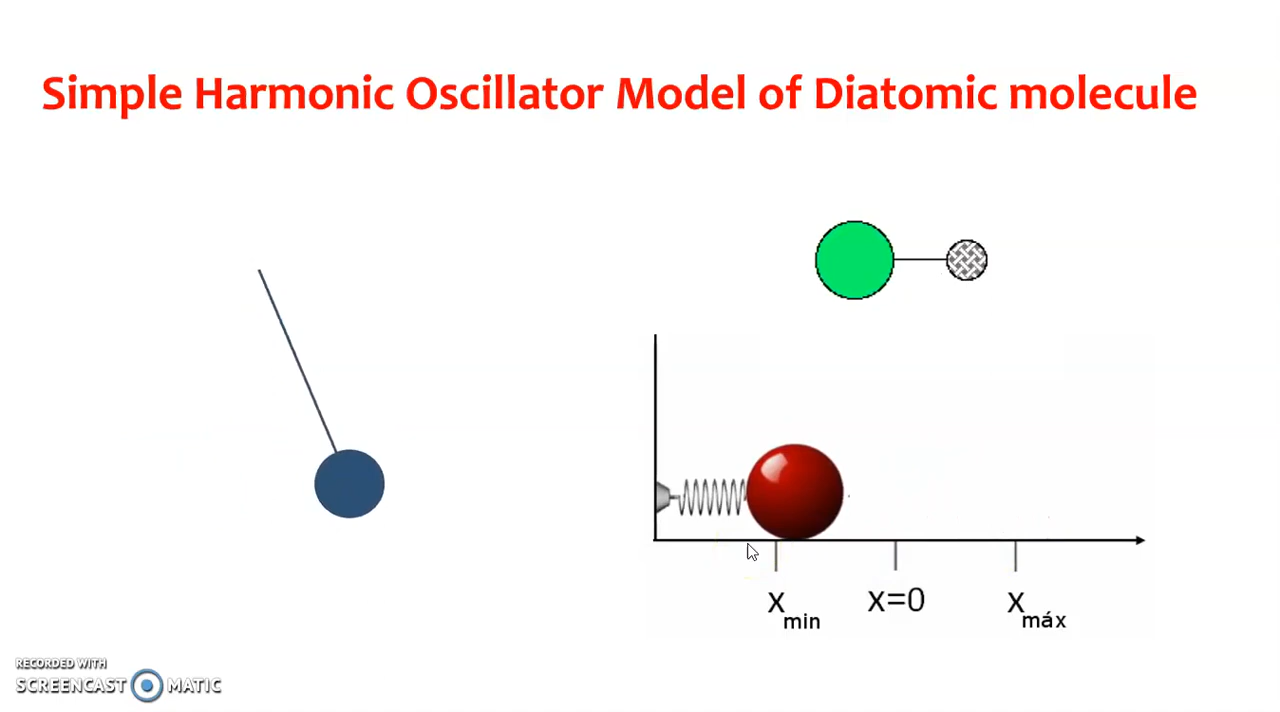 Simple Harmonic Oscillator Model of Diatomic molecule
x min x=0 x máx
RECORDED WITH
SCREENCAST MATIC